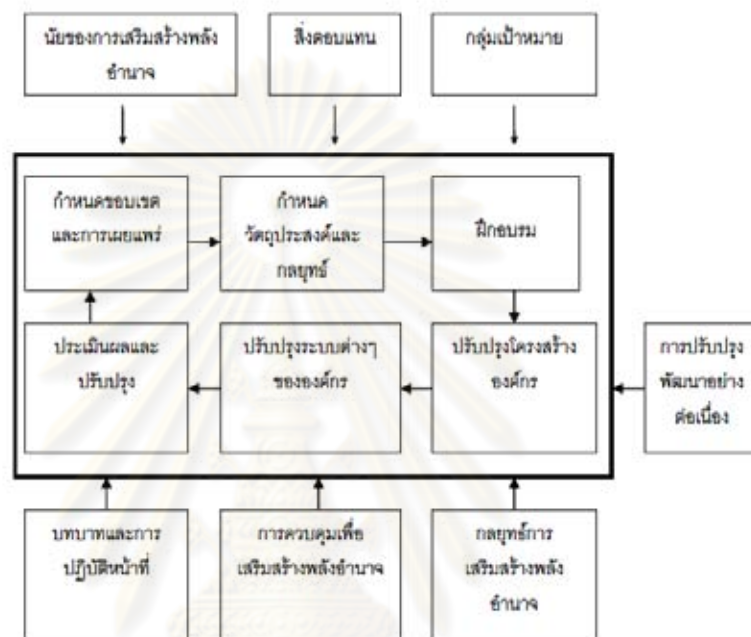 นัยของการเสริมสร้างพลัง
อำนาจ
สิ่งตอบแทน
กลุ่มเป้าหมาย
กำหนดขอบเขต
และการเผยแพร่
กำหนด
วัตถุประสงค์และ
กลยุทธ์
ฝึกอบรม
ประเมินผลและ
ปรับปรุง
ปรับปรุงระบบต่างๆ
ขององค์กร
ปรับปรุงโครงสร้าง
องค์กร
การปรับปรุง
พัฒนาอย่าง
ต่อเนื่อง
บทบาทและการ
ปฏิบัติหน้าที่
การควบคุมเพื่อ
เสริมสร้างพลังอำนาจ
กลยุทธ์การ
เสริมสร้างพลัง
อำนาจ